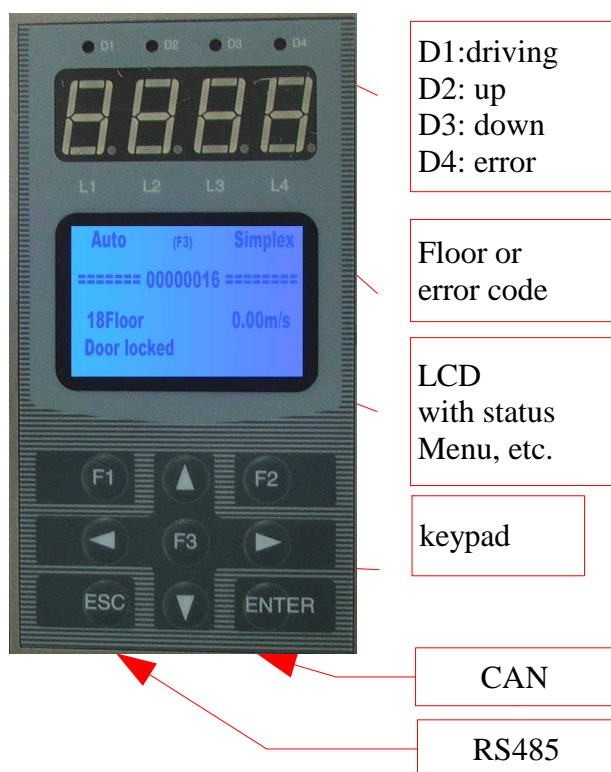 D1 D2 D3 D4
L1 L2 L3 L4
Auto (F3) Simplex
======= 00000016 ========
18Floor 0.00m/s
Door locked
F1 F2
F3
ESC ENTER
D1:driving
D2: up
D3: down
D4: error
Floor or
error code
LCD
with status
Menu, etc.
keypad
CAN
RS485